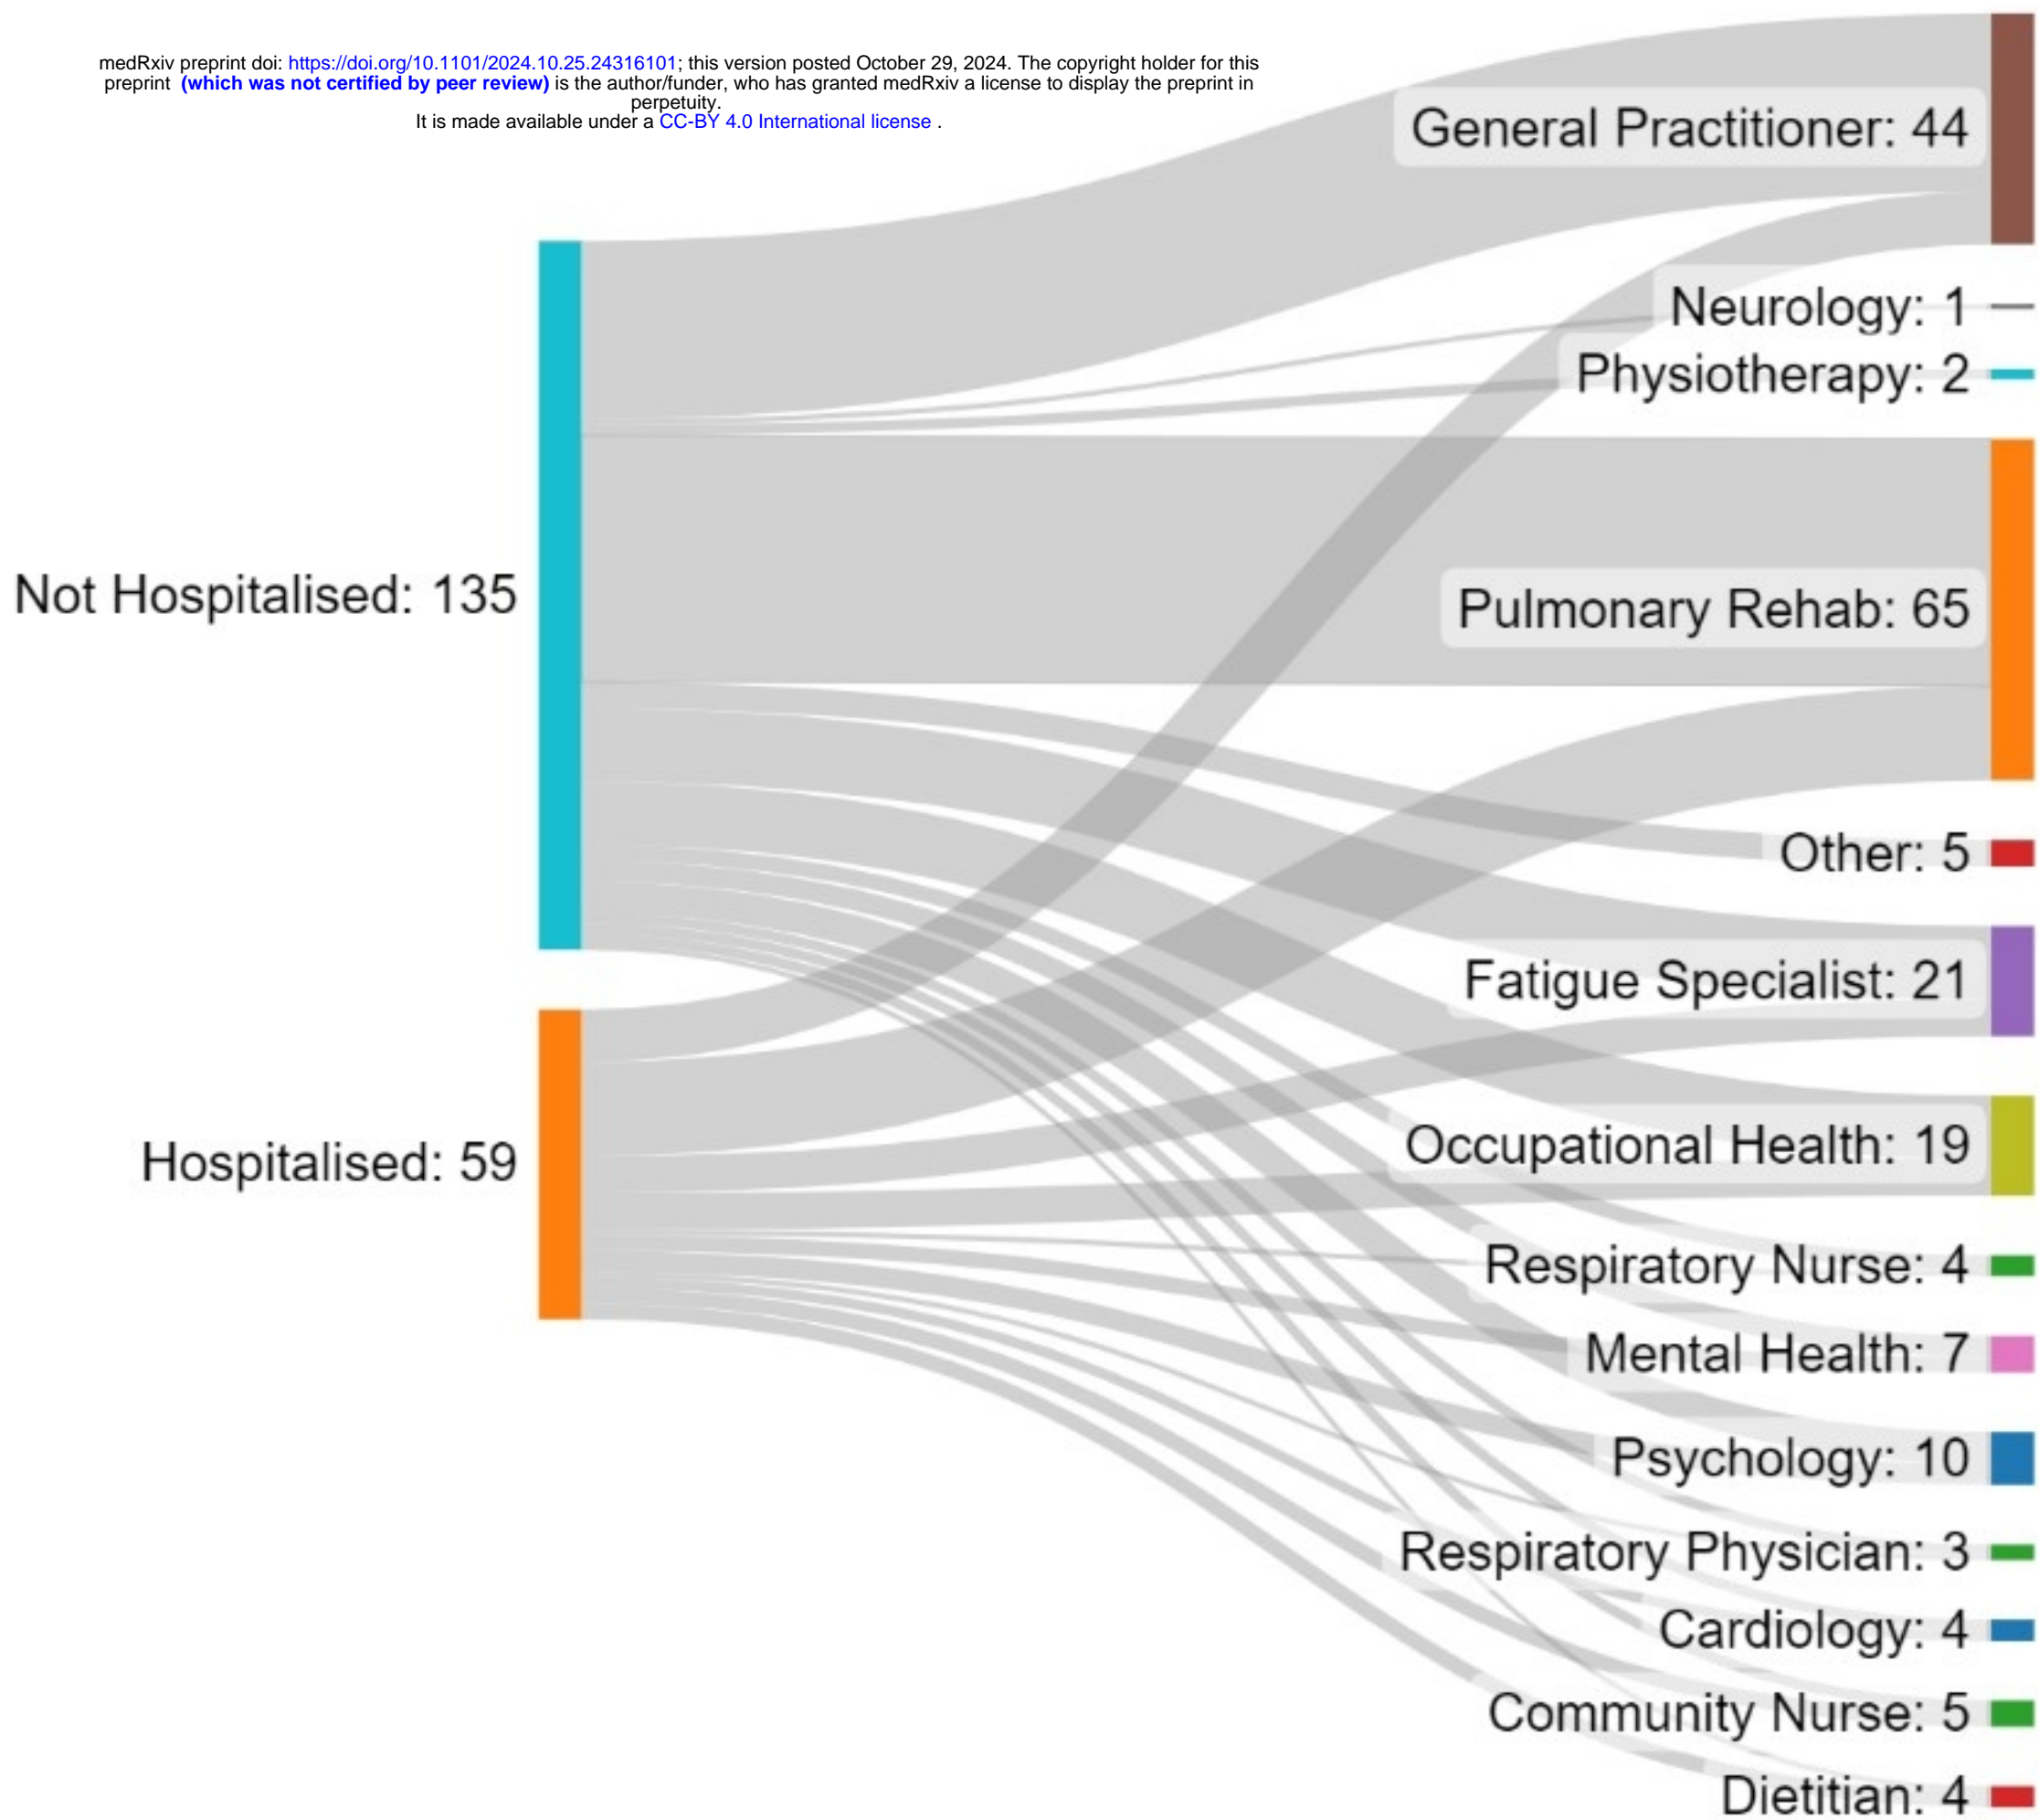 medRxiv preprint doi: https://doi.org/10.1101/2024.10.25.24316101; this version posted October 29, 2024. The copyright holder for this
preprint (which was not certified by peer review) is the author/funder, who has granted medRxiv a license to display the preprint in
perpetuity.
It is made available under a CC-BY 4.0 International license .
General Practitioner: 44
Neurology: 1
Physiotherapy: 2
Not Hospitalised: 135
Pulmonary Rehab: 65
Other: 5
Fatigue Specialist: 21
Occupational Health: 19
Hospitalised: 59
Respiratory Nurse: 4
Mental Health: 7
Psychology: 10
Respiratory Physician: 3
Cardiology: 4
Community Nurse: 5
Dietitian: 4